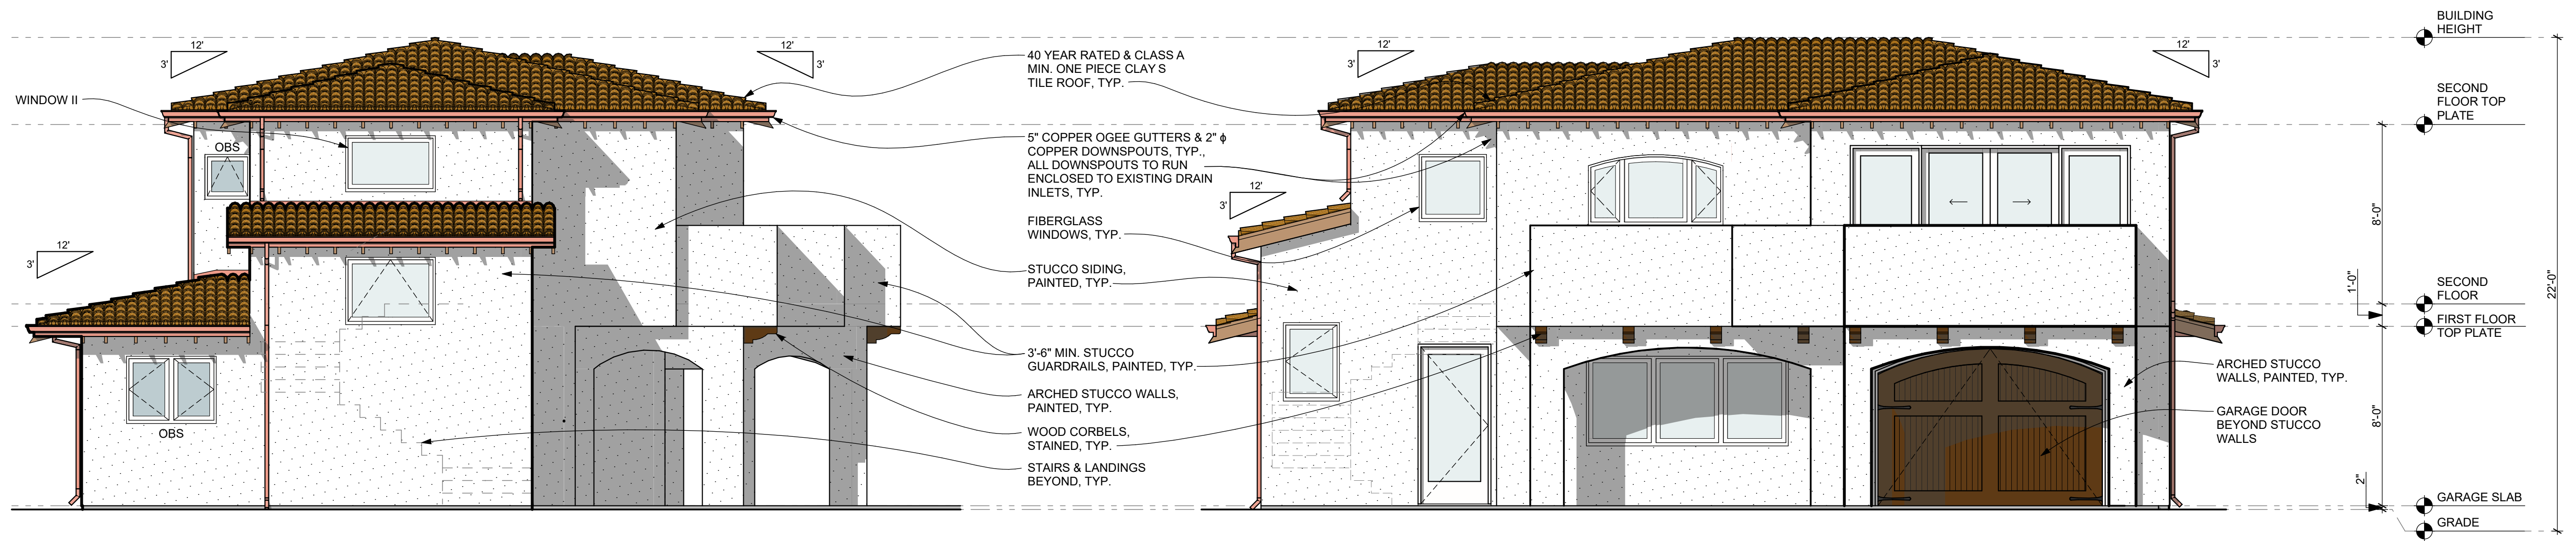 12'
3'
12'
3'
WINDOW II
OBS
12'
3'
OBS
40 YEAR RATED & CLASS A
MIN. ONE PIECE CLAY S
TILE ROOF, TYP.
5" COPPER OGEE GUTTERS & 2" ϕ
COPPER DOWNSPOUTS, TYP.,
ALL DOWNSPOUTS TO RUN
ENCLOSED TO EXISTING DRAIN
INLETS, TYP.
FIBERGLASS
WINDOWS, TYP.
STUCCO SIDING,
PAINTED, TYP.
3'-6" MIN. STUCCO
GUARDRAILS, PAINTED, TYP.
ARCHED STUCCO WALLS,
PAINTED, TYP.
WOOD CORBELS,
STAINED, TYP.
STAIRS & LANDINGS
BEYOND, TYP.
12'
3'
12'
3'
12'
3'
ARCHED STUCCO
WALLS, PAINTED, TYP.
GARAGE DOOR
BEYOND STUCCO
WALLS
BUILDING
HEIGHT
SECOND
FLOOR TOP
PLATE
SECOND
FLOOR
FIRST FLOOR
TOP PLATE
GARAGE SLAB
GRADE
8'-0"
1'-0"
8'-0"
2"
22'-0"